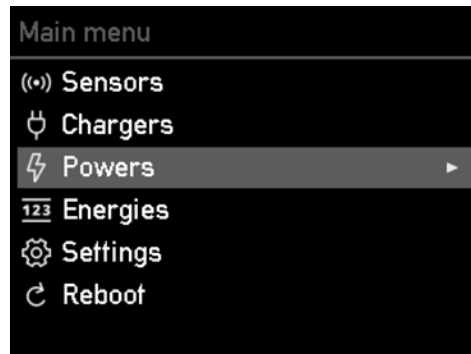 Main menu
Sensors
Chargers
Powers
123 Energies
Settings
Reboot